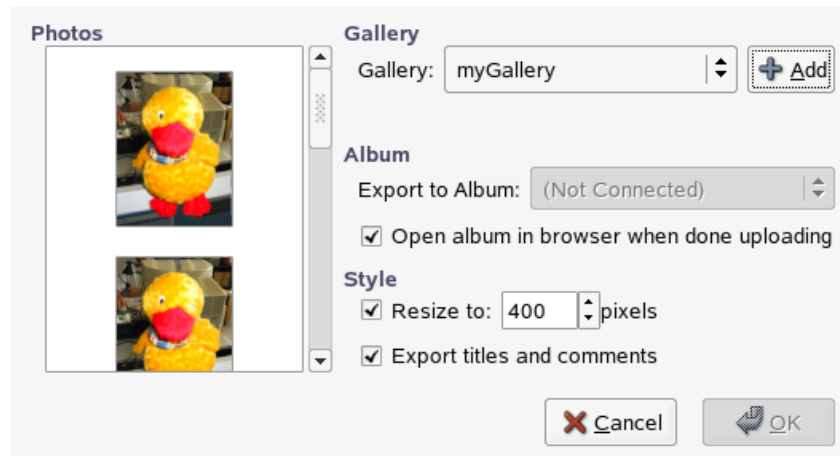 Photos
Gallery
Gallery: myGallery Add
Album
Export to Album: (Not Connected)
Open album in browser when done uploading
Style
Resize to: 400 pixels
Export titles and comments
Cancel OK